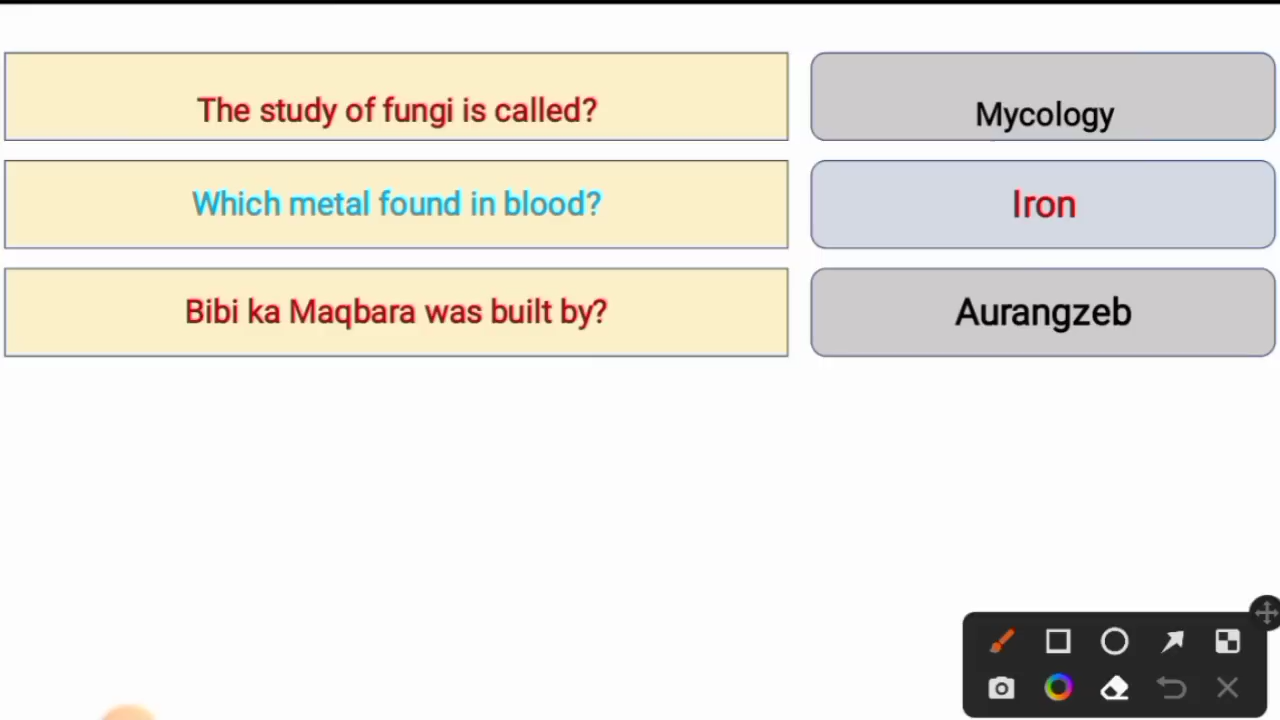 The study of fungi is called?
Mycology
Which metal found in blood?
Iron
Bibi ka Maqbara was built by?
Aurangzeb